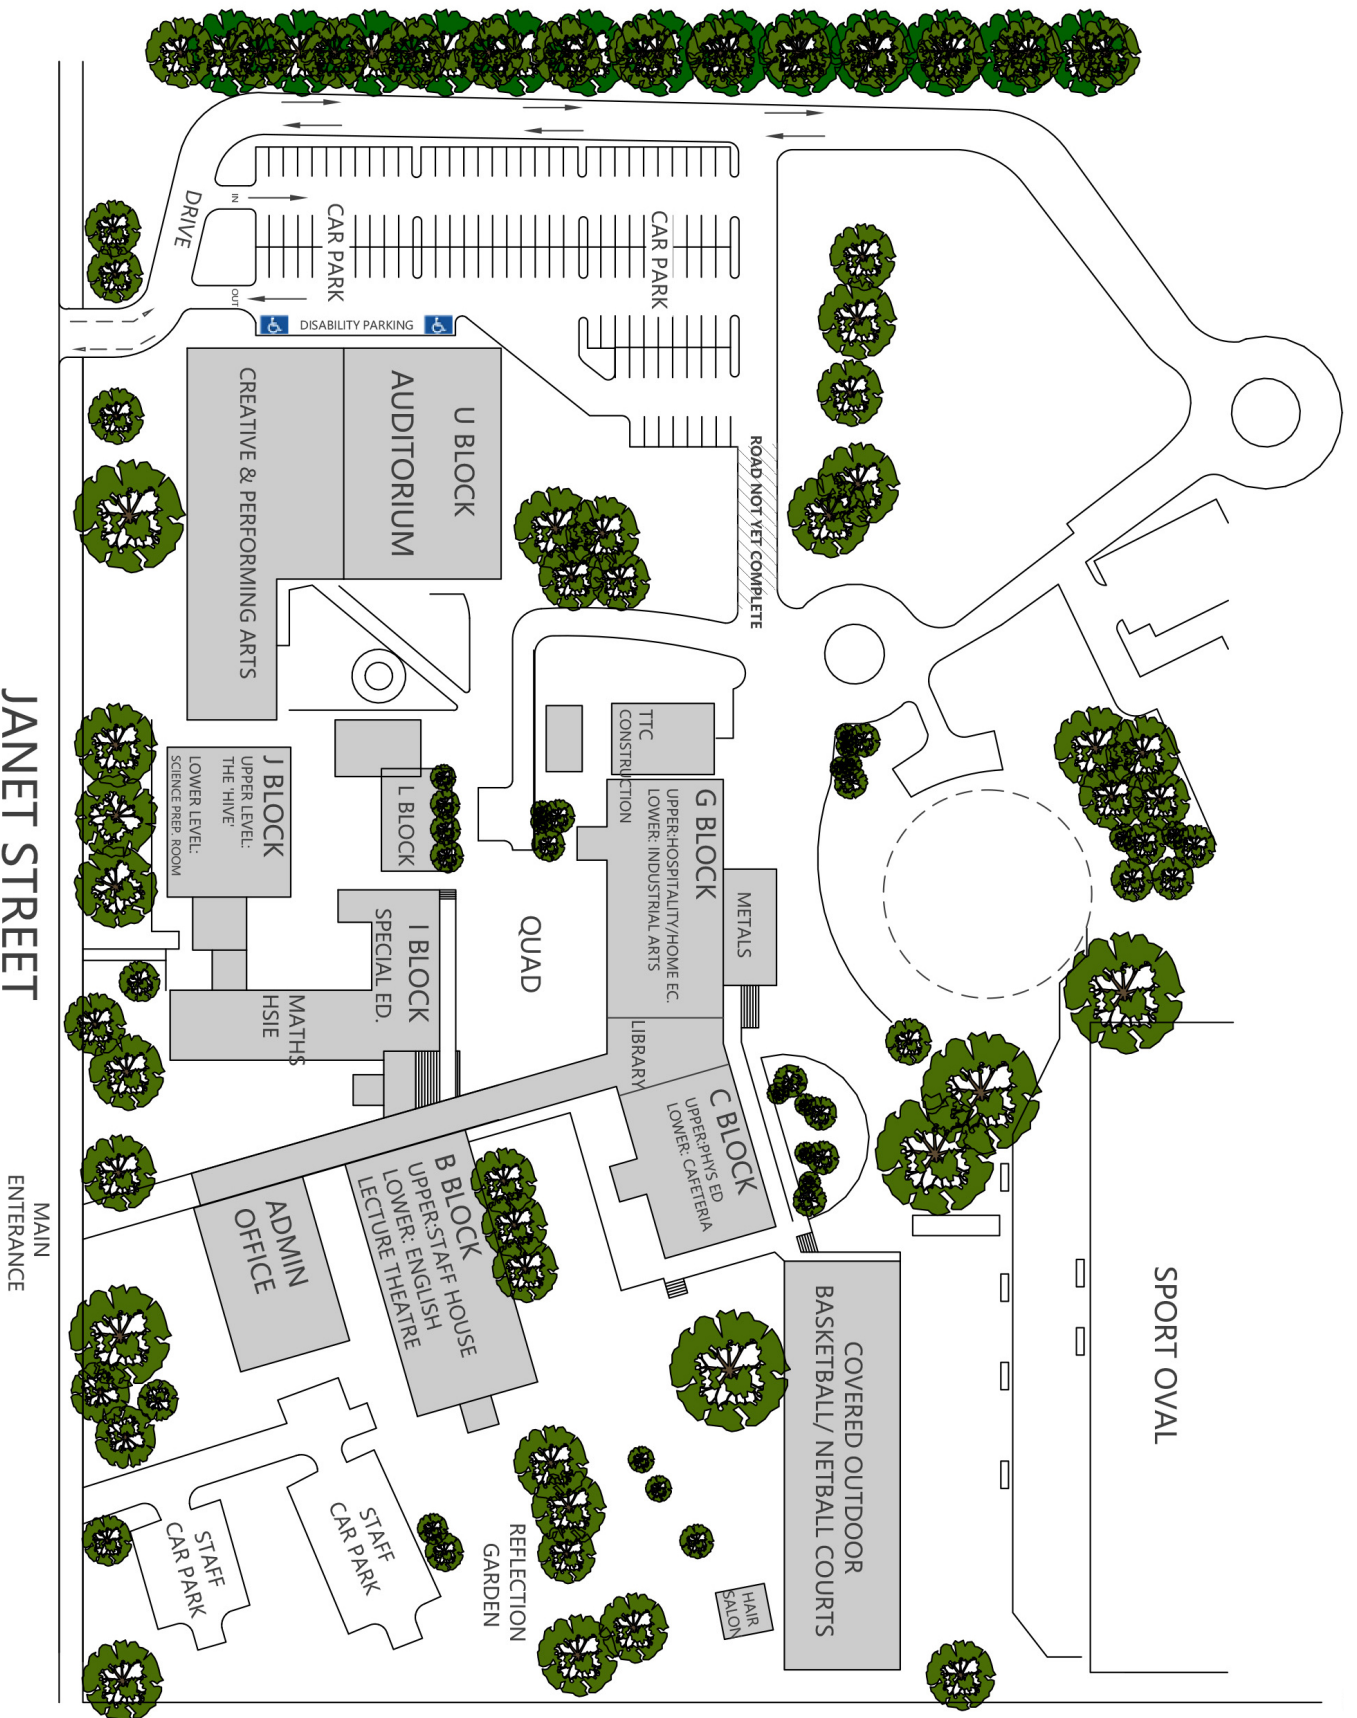 DRIVE
IN
OUT
CAR PARK
CAR PARK
DISABILITY PARKING
ROAD NOT YET COMPLETE
U BLOCK
AUDITORIUM
CREATIVE & PERFORMING ARTS
TTC
CONSTRUCTION
G BLOCK
UPPER:HOSPITALITY/HOME EC.
LOWER: INDUSTRIAL ARTS
METALS
L BLOCK
J BLOCK
UPPER LEVEL:
THE 'HIVE'
LOWER LEVEL:
SCIENCE PREP. ROOM
QUAD
I BLOCK
SPECIAL ED.
MATHS
HSIE
LIBRARY
C BLOCK
UPPER:PHYS ED
LOWER: CAFETERIA
B BLOCK
UPPER:STAFF HOUSE
LOWER: ENGLISH
LECTURE THEATRE
ADMIN
OFFICE
SPORT OVAL
COVERED OUTDOOR
BASKETBALL/ NETBALL COURTS
HAIR
SALON
REFLECTION
GARDEN
STAFF
CAR PARK
STAFF
CAR PARK
JANET STREET
MAIN
ENTERANCE